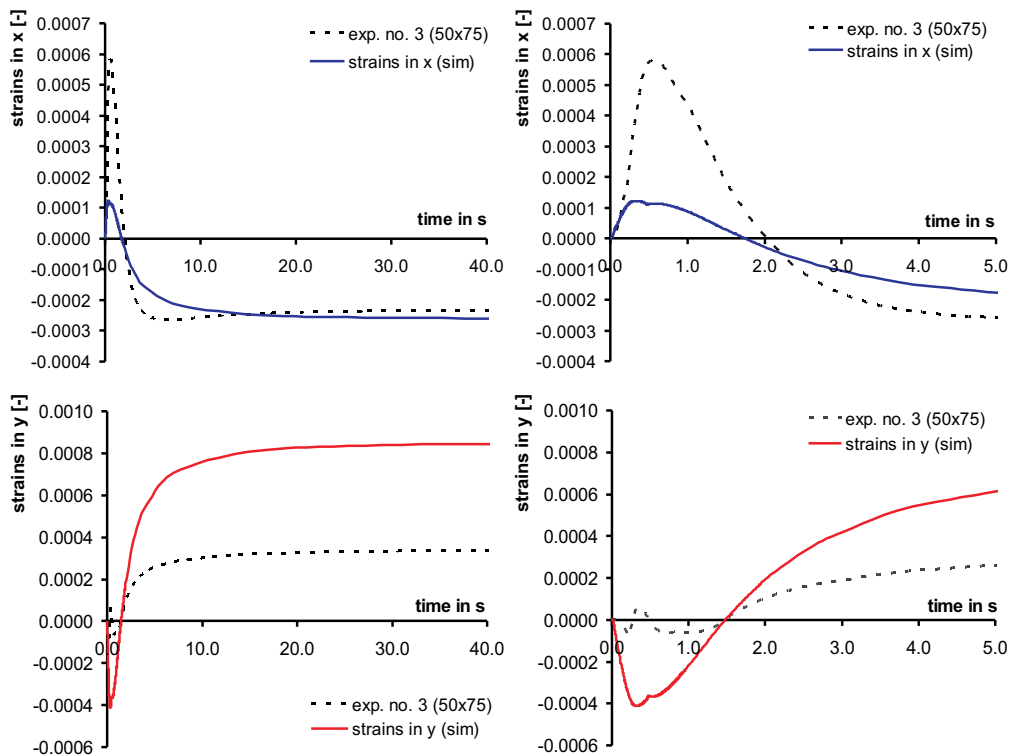 strains in x [-]
0.0007
0.0006
0.0005
0.0004
0.0003
0.0002
0.0001
0.0000
-0.0001
-0.0002
-0.0003
-0.0004
exp. no. 3 (50x75)
strains in x (sim)
time in s
0.0 10.0 20.0 30.0 40.0
strains in x [-]
0.0007
0.0006
0.0005
0.0004
0.0003
0.0002
0.0001
0.0000
-0.0001
-0.0002
-0.0003
-0.0004
exp. no. 3 (50x75)
strains in x (sim)
time in s
0.0 1.0 2.0 3.0 4.0 5.0
strains in y [-]
0.0010
0.0008
0.0006
0.0004
0.0002
0.0000
-0.0002
-0.0004
-0.0006
time in s
0.0 10.0 20.0 30.0 40.0
exp. no. 3 (50x75)
strains in y (sim)
strains in y [-]
0.0010
0.0008
0.0006
0.0004
0.0002
0.0000
-0.0002
-0.0004
-0.0006
exp. no. 3 (50x75)
strains in y (sim)
time in s
0.0 1.0 2.0 3.0 4.0 5.0